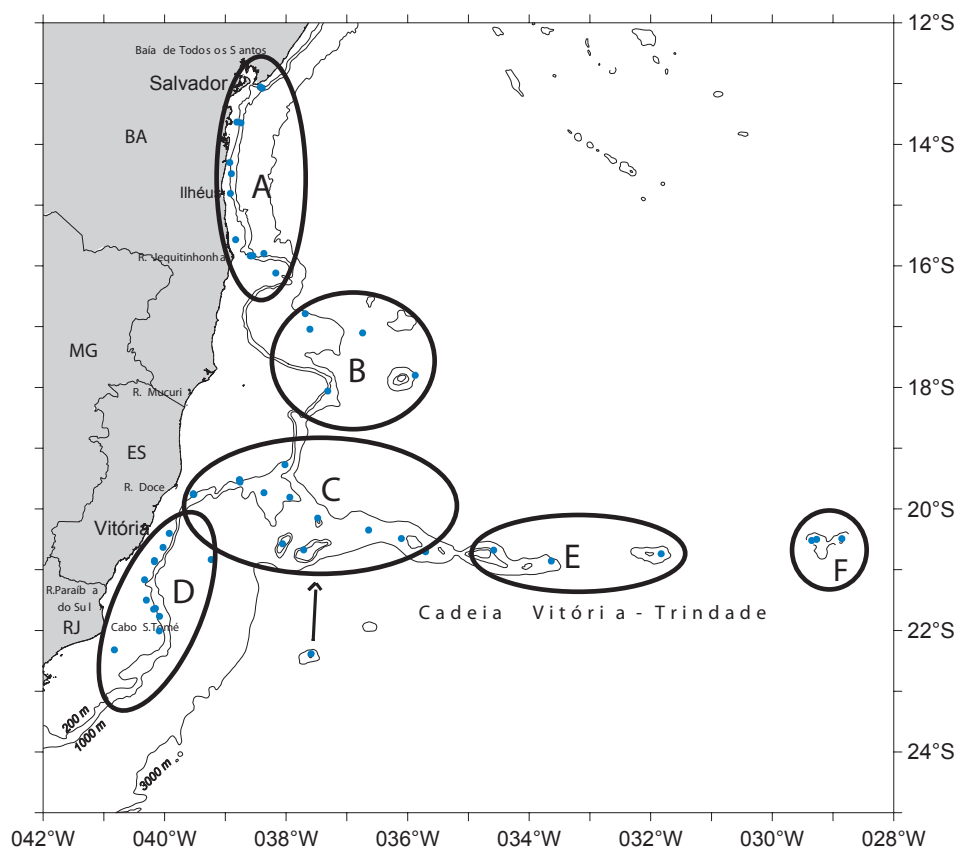 12°S
Baía de Todos os Santos
Salvador
BA
14°S
A
Ilhéus
R. Jequitinhonha
16°S
MG
B
R. Mucuri
18°S
ES
C
R. Doce
20°S
Vitória
E
F
D
R.Paraíb a
do Sul
Cadeia Vitória - Trindade
RJ
Cabo S.Tomé
22°S
200 m
1000 m
3000 m
24°S
042°W 040°W 038°W 036°W 034°W 032°W 030°W 028°W